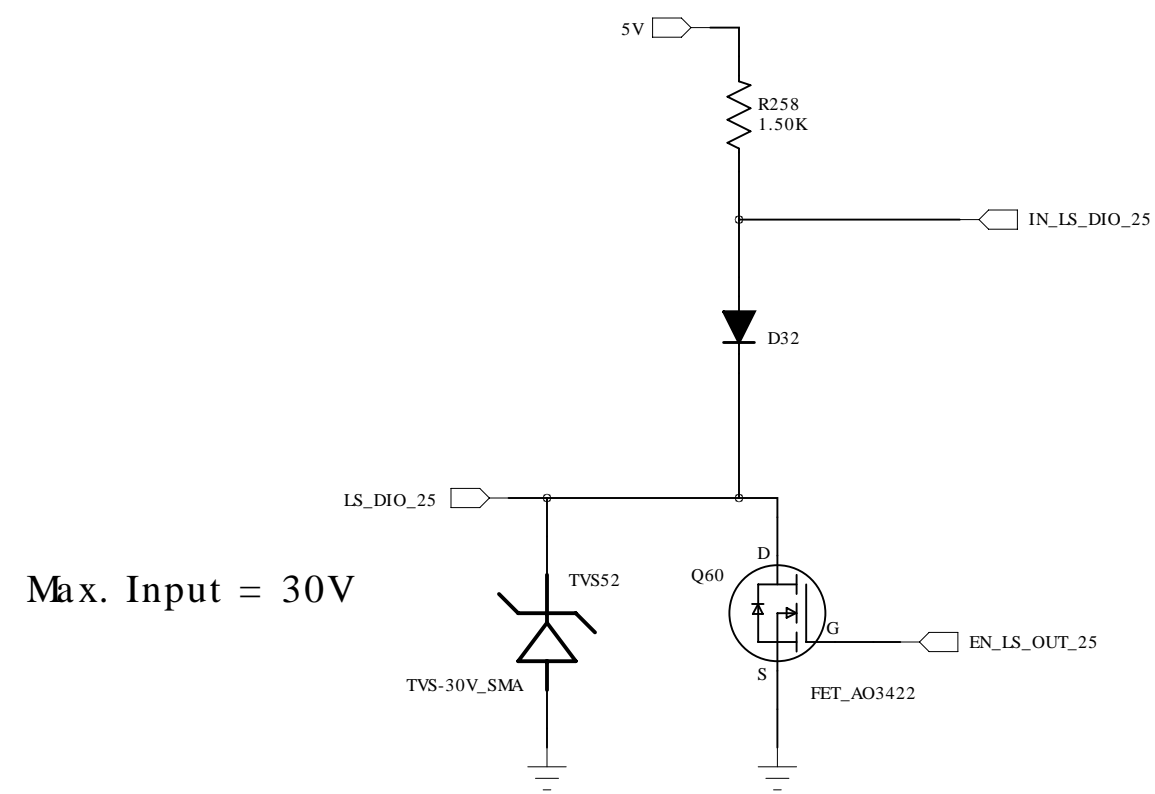 5V
R258
1.50K
IN_LS_DIO_25
D32
LS_DIO_25
D
Q60
TVS52
Max. Input = 30V
G
EN_LS_OUT_25
S
TVS-30V_SMA
FET_AO3422